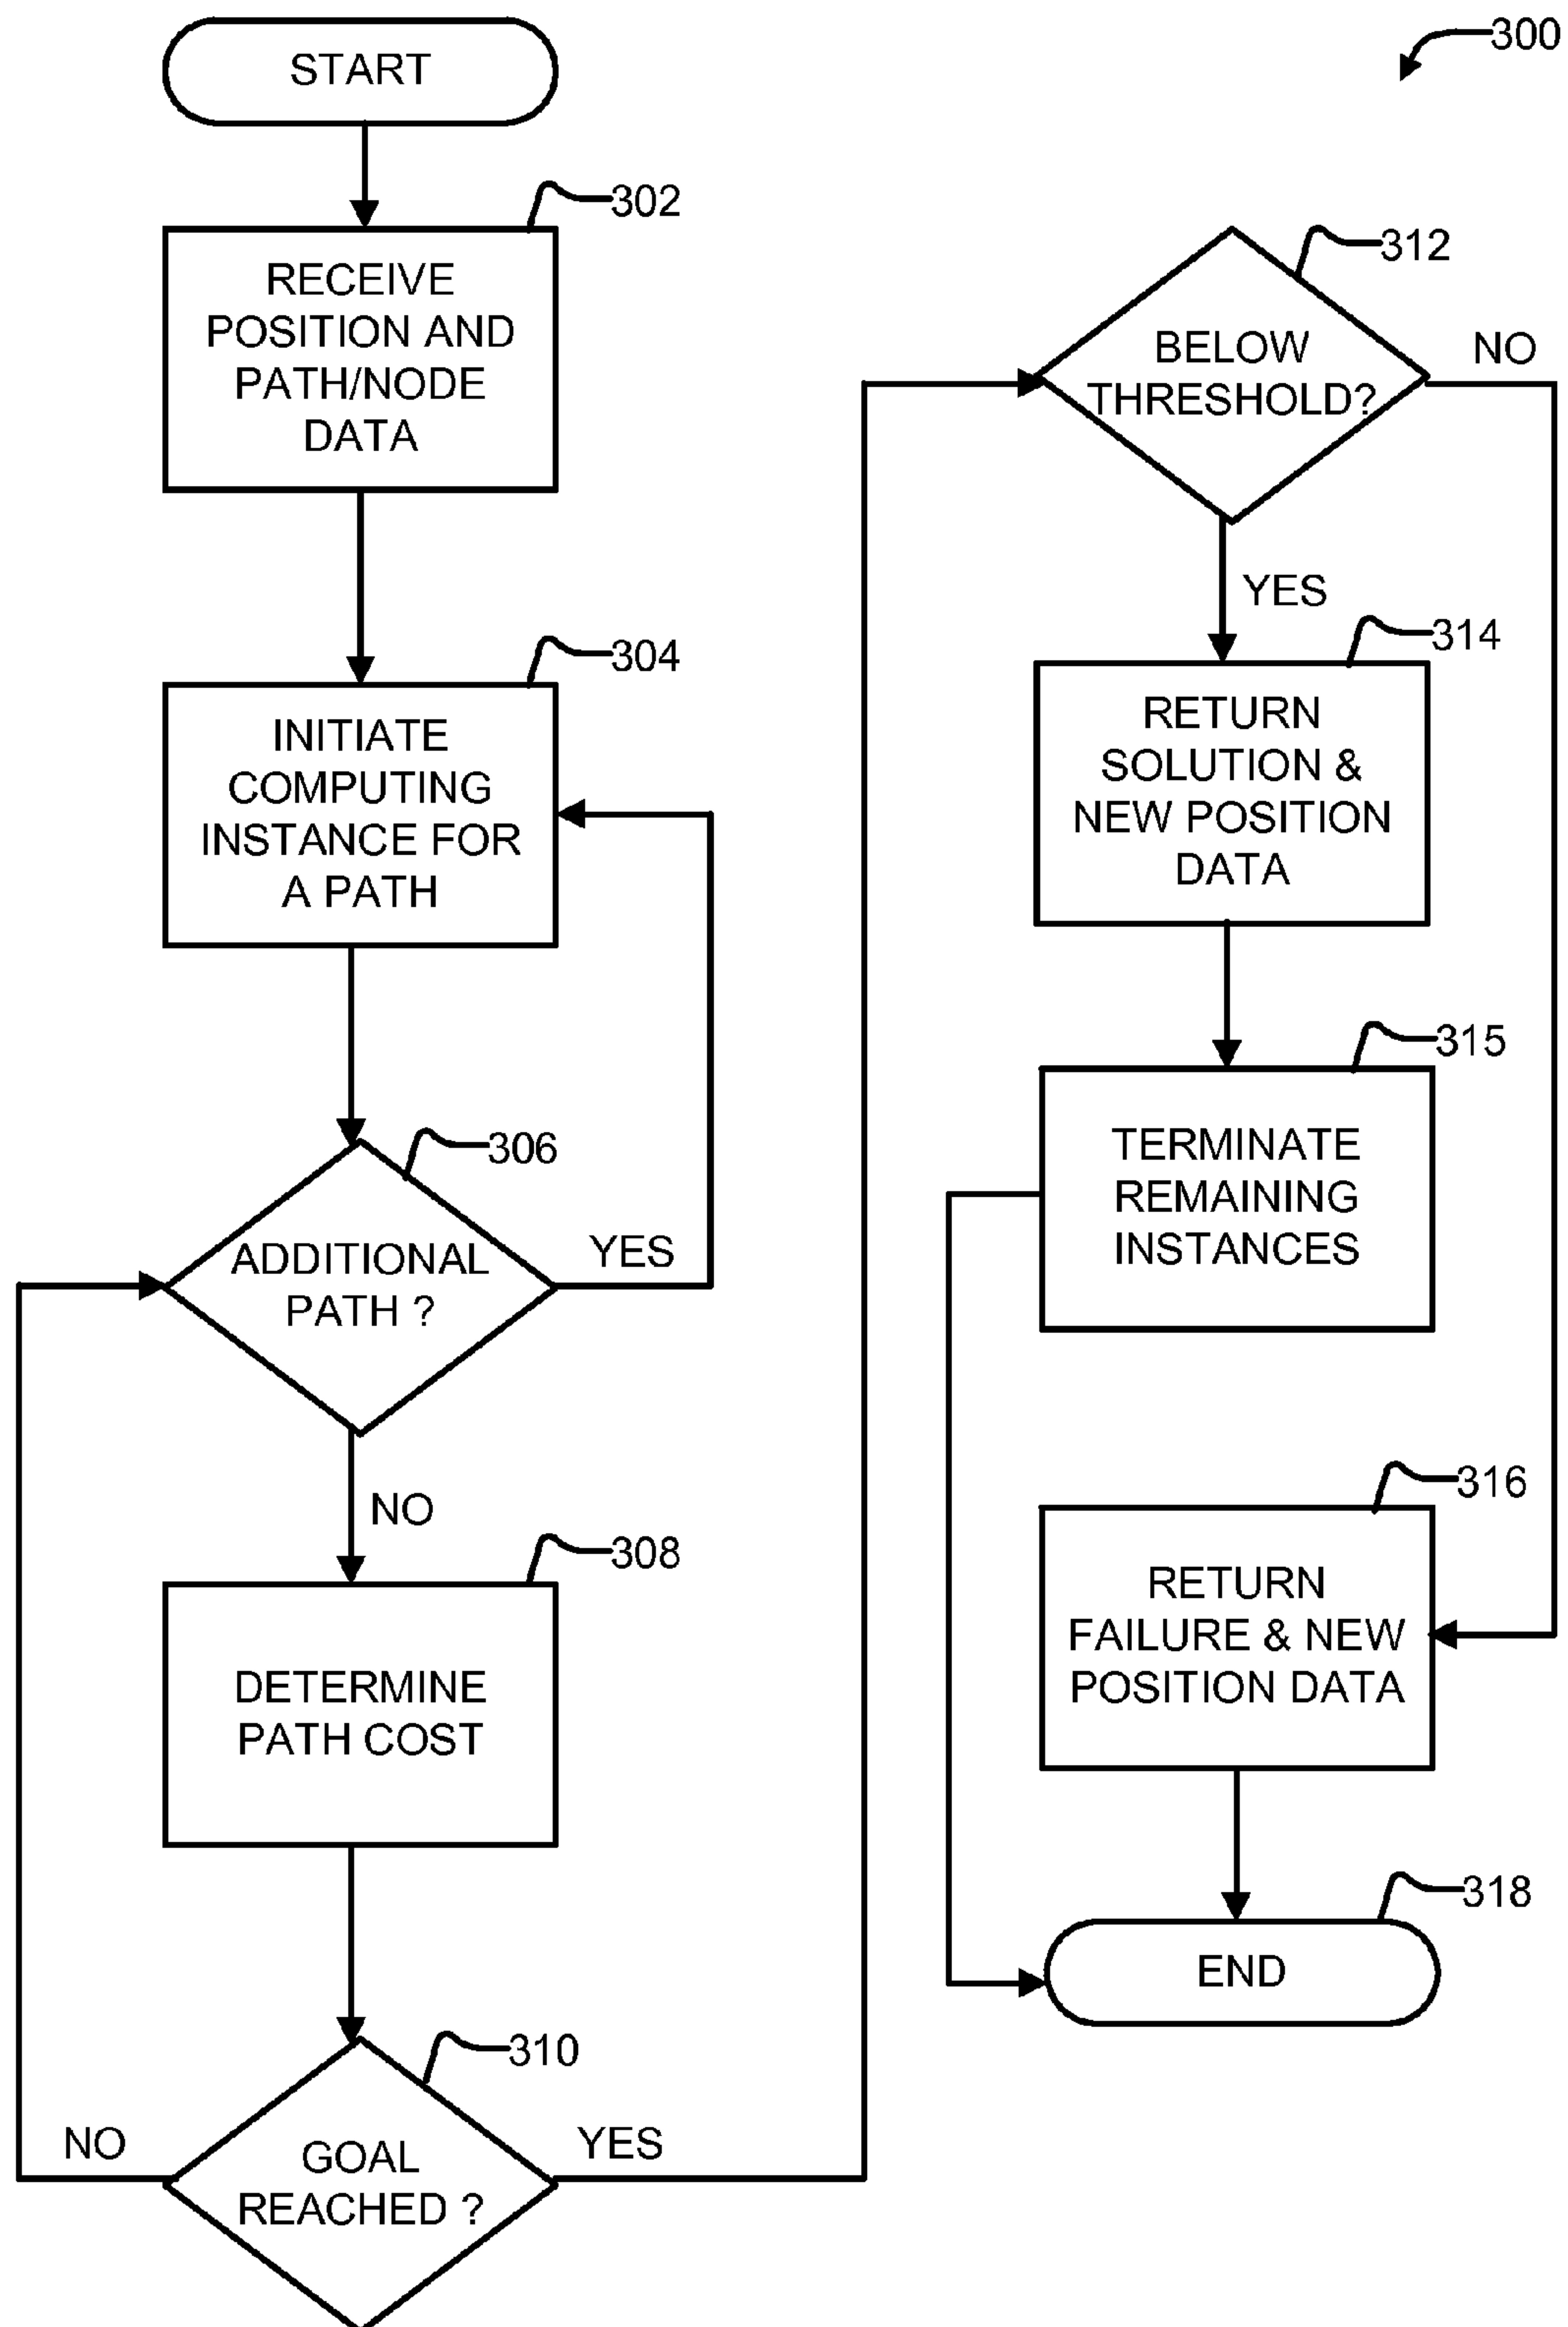 START
300
302
RECEIVE
POSITION AND
PATH/NODE
DATA
304
INITIATE
COMPUTING
INSTANCE FOR
A PATH
306
ADDITIONAL
PATH ?
YES
NO
308
DETERMINE
PATH COST
310
GOAL
REACHED ?
NO
YES
312
BELOW
THRESHOLD?
NO
YES
314
RETURN
SOLUTION &
NEW POSITION
DATA
315
TERMINATE
REMAINING
INSTANCES
316
RETURN
FAILURE & NEW
POSITION DATA
318
END